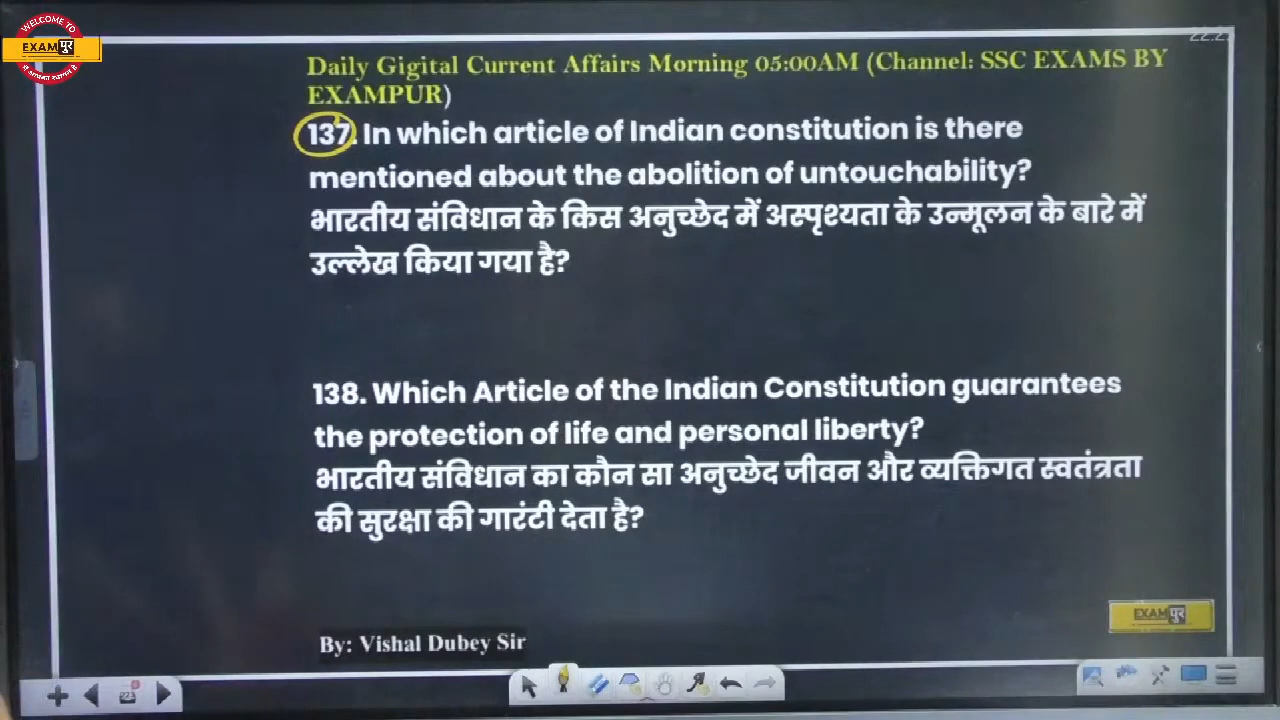 WELCOME TO
EXAMपुर
Daily Gigital Current Affairs Morning 05:00AM (Channel: SSC EXAMS BY
EXAMPUR)
137. In which article of Indian constitution is there
mentioned about the abolition of untouchability?
भारतीय संविधान के किस अनुच्छेद में अस्पृश्यता के उन्मूलन के बारे में
उल्लेख किया गया है?
138. Which Article of the Indian Constitution guarantees
the protection of life and personal liberty?
भारतीय संविधान का कौन सा अनुच्छेद जीवन और व्यक्तिगत स्वतंत्रता
की सुरक्षा की गारंटी देता है?
EXAMपुर
By: Vishal Dubey Sir